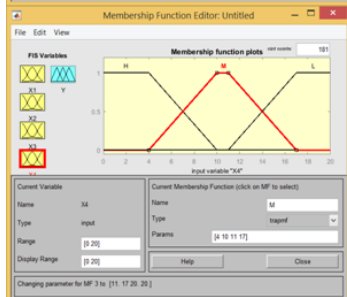 Membership Function Editor: Untitled
File Edit View
FIS Variables
Membership function plots
plot points:
181
X1
Y
X2
X3
H
M
L
1
0.5
0
0 2 4 6 8 10 12 14 16 18 20
input variable "X4"
Current Variable
Name X4
Type input
Range [0 20]
Display Range [0 20]
Current Membership Function (click on MF to select)
Name M
Type trapmf
Params [4 10 11 17]
Help Close
Changing parameter for MF 3 to [11. 17 20. 20.]